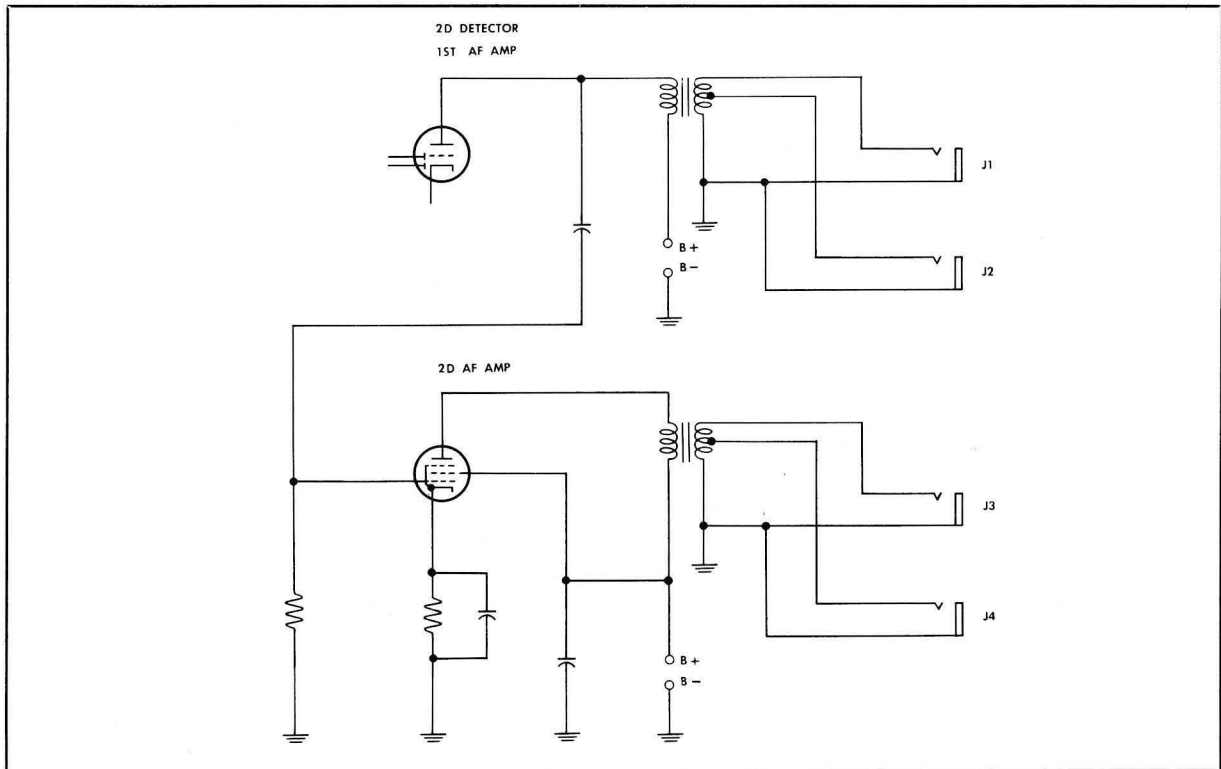 2D DETECTOR
1ST AF AMP
J1
B+
B-
J2
2D AF AMP
J3
J4
B+
B-